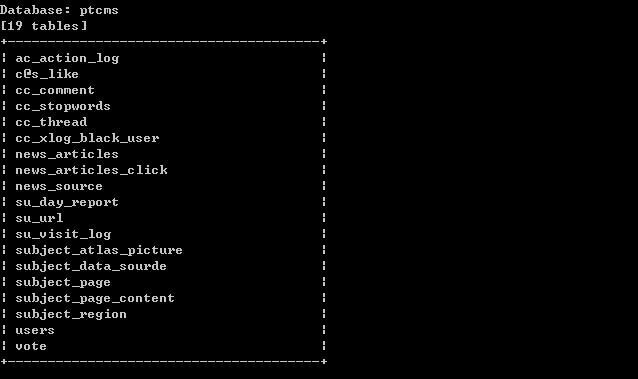 Database: ptcms
[19 tables]
+--------------------------------------+
¦ ac_action_log                        ¦
¦ c@s_like                             ¦
¦ cc_comment                           ¦
¦ cc_stopwords                         ¦
¦ cc_thread                            ¦
¦ cc_xlog_black_user                   ¦
¦ news_articles                        ¦
¦ news_articles_click                  ¦
¦ news_source                          ¦
¦ su_day_report                        ¦
¦ su_url                               ¦
¦ su_visit_log                         ¦
¦ subject_atlas_picture                ¦
¦ subject_data_sourde                  ¦
¦ subject_page                         ¦
¦ subject_page_content                 ¦
¦ subject_region                       ¦
¦ users                                ¦
¦ vote                                 ¦
+--------------------------------------+